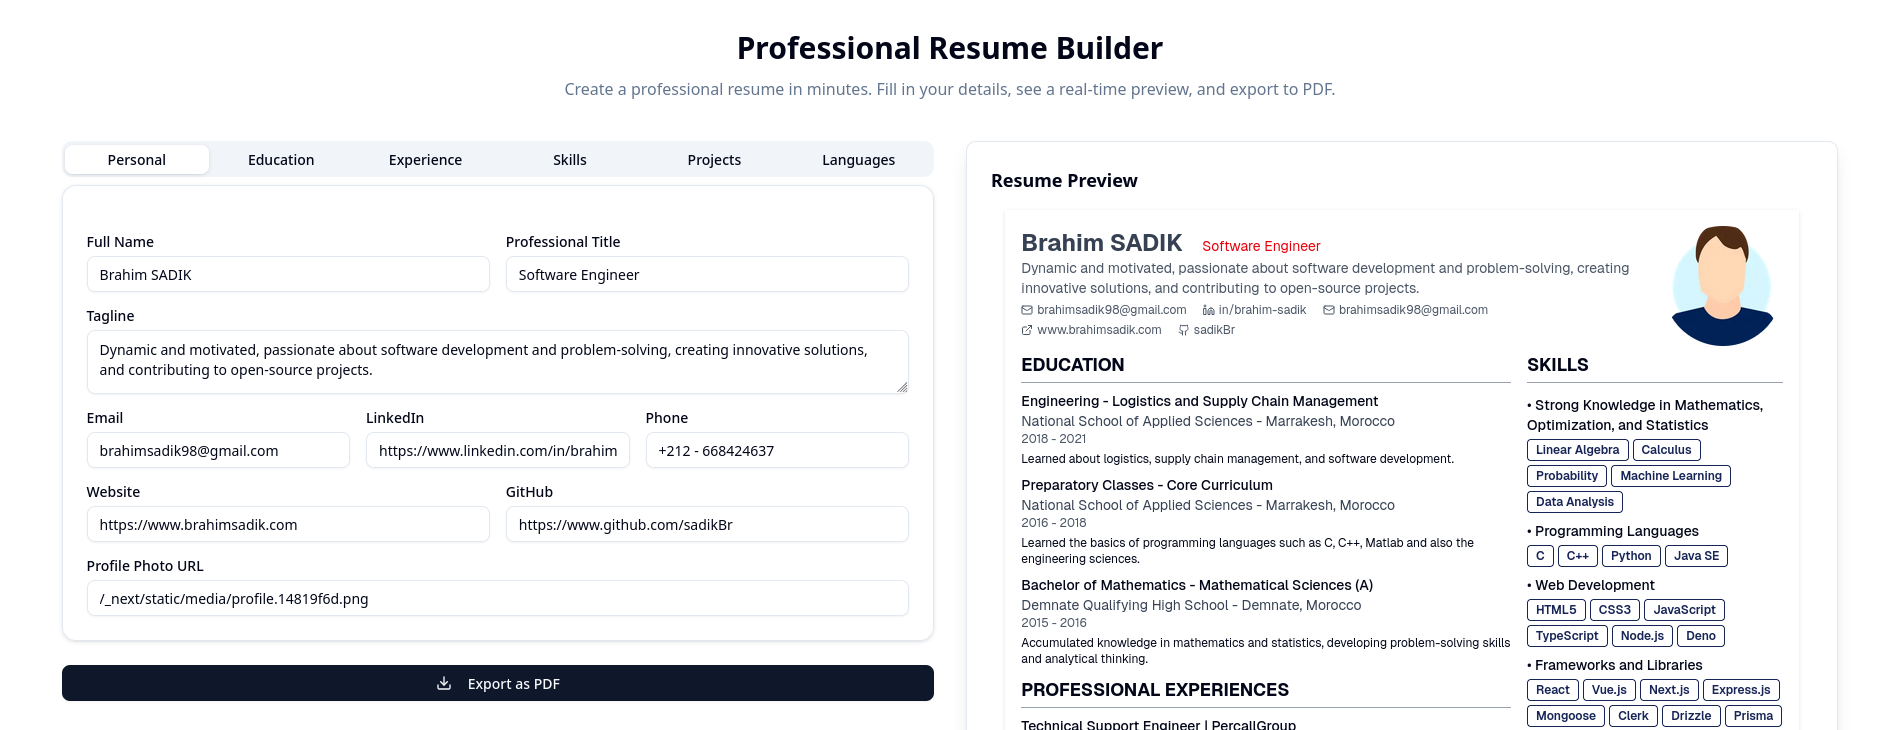 Professional Resume Builder
Create a professional resume in minutes. Fill in your details, see a real-time preview, and export to PDF.
Personal Education Experience Skills Projects Languages
Full Name
Brahim SADIK
Professional Title
Software Engineer
Tagline
Dynamic and motivated, passionate about software development and problem-solving, creating innovative solutions,
and contributing to open-source projects.
Email
brahimsadik98@gmail.com
LinkedIn
https://www.linkedin.com/in/brahim
Phone
+212 - 668424637
Website
https://www.brahimsadik.com
GitHub
https://www.github.com/sadikBr
Profile Photo URL
/_next/static/media/profile.14819f6d.png
Export as PDF
Resume Preview
Brahim SADIK Software Engineer
Dynamic and motivated, passionate about software development and problem-solving, creating
innovative solutions, and contributing to open-source projects.
brahimsadik98@gmail.com in/brahim-sadik brahimsadik98@gmail.com
www.brahimsadik.com sadikBr
EDUCATION
Engineering - Logistics and Supply Chain Management
National School of Applied Sciences - Marrakesh, Morocco
2018 - 2021
Learned about logistics, supply chain management, and software development.
Preparatory Classes - Core Curriculum
National School of Applied Sciences - Marrakesh, Morocco
2016 - 2018
Learned the basics of programming languages such as C, C++, Matlab and also the
engineering sciences.
Bachelor of Mathematics - Mathematical Sciences (A)
Demnate Qualifying High School - Demnate, Morocco
2015 - 2016
Accumulated knowledge in mathematics and statistics, developing problem-solving skills
and analytical thinking.
PROFESSIONAL EXPERIENCES
Technical Support Engineer | PercallGroup
SKILLS
• Strong Knowledge in Mathematics,
Optimization, and Statistics
Linear Algebra Calculus
Probability Machine Learning
Data Analysis
• Programming Languages
C C++ Python Java SE
• Web Development
HTML5 CSS3 JavaScript
TypeScript Node.js Deno
• Frameworks and Libraries
React Vue.js Next.js Express.js
Mongoose Clerk Drizzle Prisma